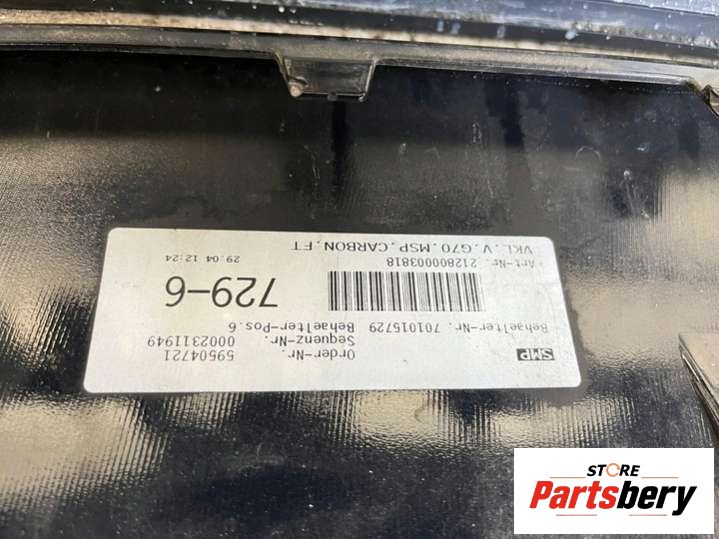 SMP
Order-Nr.
59504721
Sequenz-Nr.
0002311949
Behaelter-Nr. 701015729
Behaelter-Pos.6
729-6
Art-Nr. 212800003818
29.04 12:24
VKL.V.G70.MSP.CARBON.FT
STORE
Partsbery